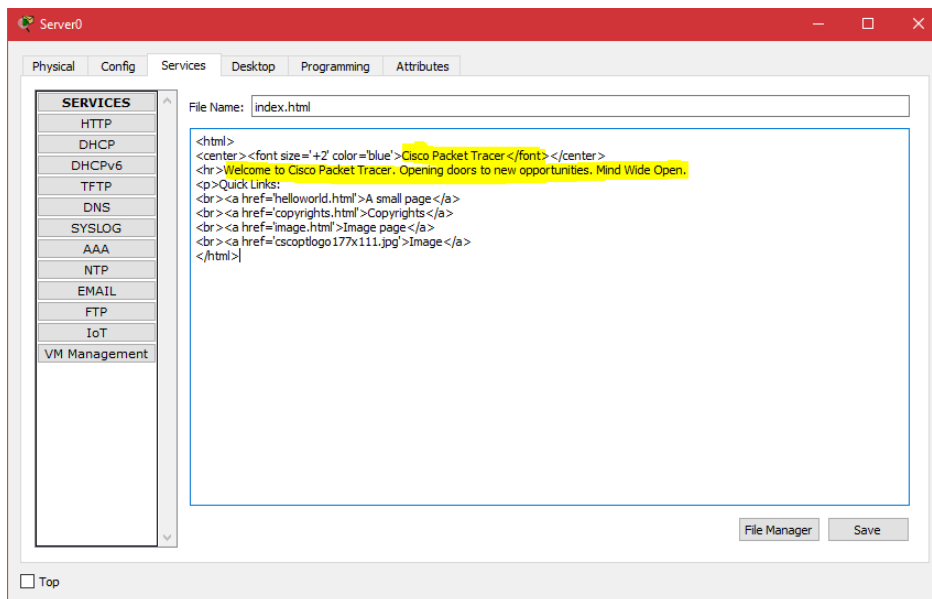 Server0
Physical Config Services Desktop Programming Attributes
SERVICES
HTTP
DHCP
DHCPv6
TFTP
DNS
SYSLOG
AAA
NTP
EMAIL
FTP
IoT
VM Management
File Name: index.html
<html>
<center><font size='+2' color='blue'>Cisco Packet Tracer</font></center>
<hr>Welcome to Cisco Packet Tracer. Opening doors to new opportunities. Mind Wide Open.
<p>Quick Links:
<br><a href='helloworld.html'>A small page</a>
<br><a href='copyrights.html'>Copyrights</a>
<br><a href='image.html'>Image page</a>
<br><a href='cscoptlogo177x111.jpg'>Image</a>
</html>
File Manager Save
Top